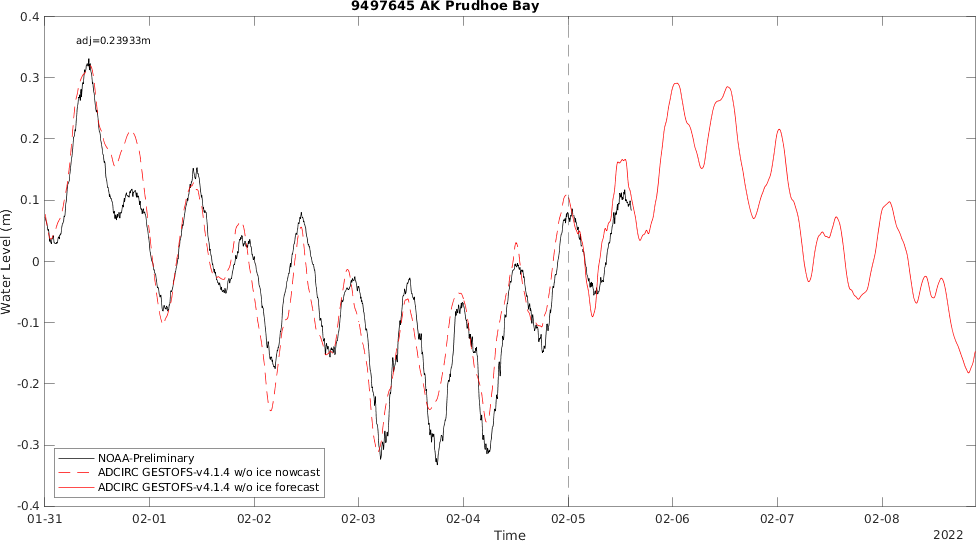 9497645 AK Prudhoe Bay
adj=0.23933m
0.4
0.3
0.2
0.1
0
-0.1
-0.2
-0.3
-0.4
Water Level (m)
NOAA-Preliminary
ADCIRC GESTOFS-v4.1.4 w/o ice nowcast
ADCIRC GESTOFS-v4.1.4 w/o ice forecast
01-31 02-01 02-02 02-03 02-04 02-05 02-06 02-07 02-08
Time
2022